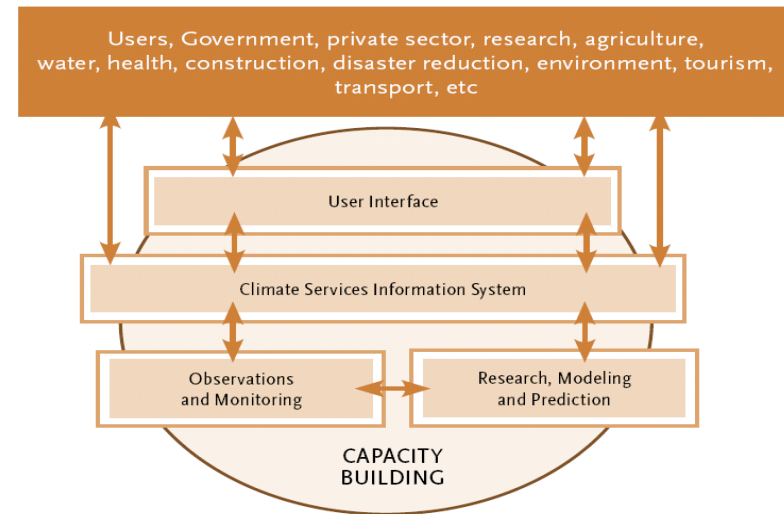 Users, Government, private sector, research, agriculture,
water, health, construction, disaster reduction, environment, tourism,
transport, etc
User Interface
Climate Services Information System
Observations
and Monitoring
Research, Modeling
and Prediction
CAPACITY
BUILDING